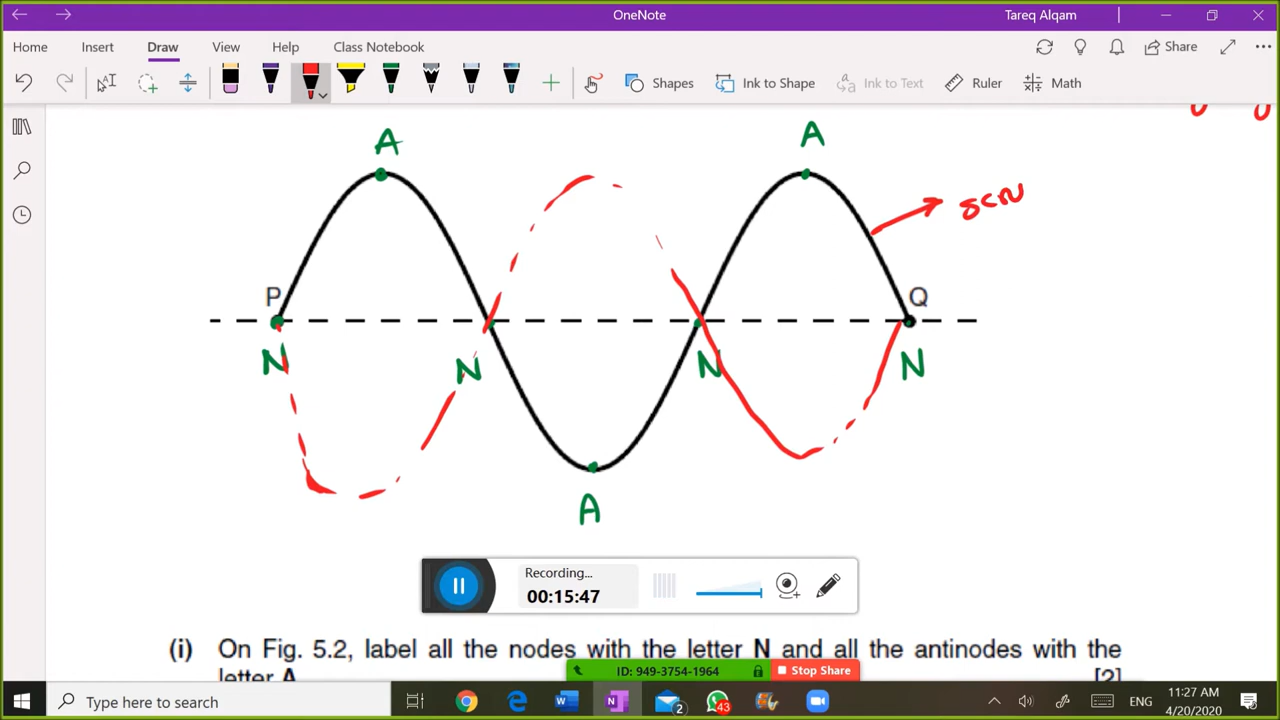 OneNote
Tareq Alqam
Home Insert Draw View Help Class Notebook
Share
Shapes Ink to Shape Ink to Text Ruler Math
A
A
P
Q
N
N
N
N
A
Recording...
00:15:47
(i) On Fig. 5.2, label all the nodes with the letter N and all the antinodes with the
letter A. [2]
ID: 949-3754-1964 Stop Share
Type here to search
2
43
ENG
11:27 AM
4/20/2020